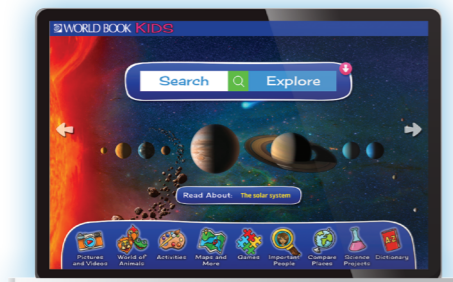 WORLD BOOK KIDS
Search Explore
Read About: The solar system
Pictures and Videos
World of Animals
Activities
Maps and More
Games
Important People
Compare Places
Science Projects
Dictionary